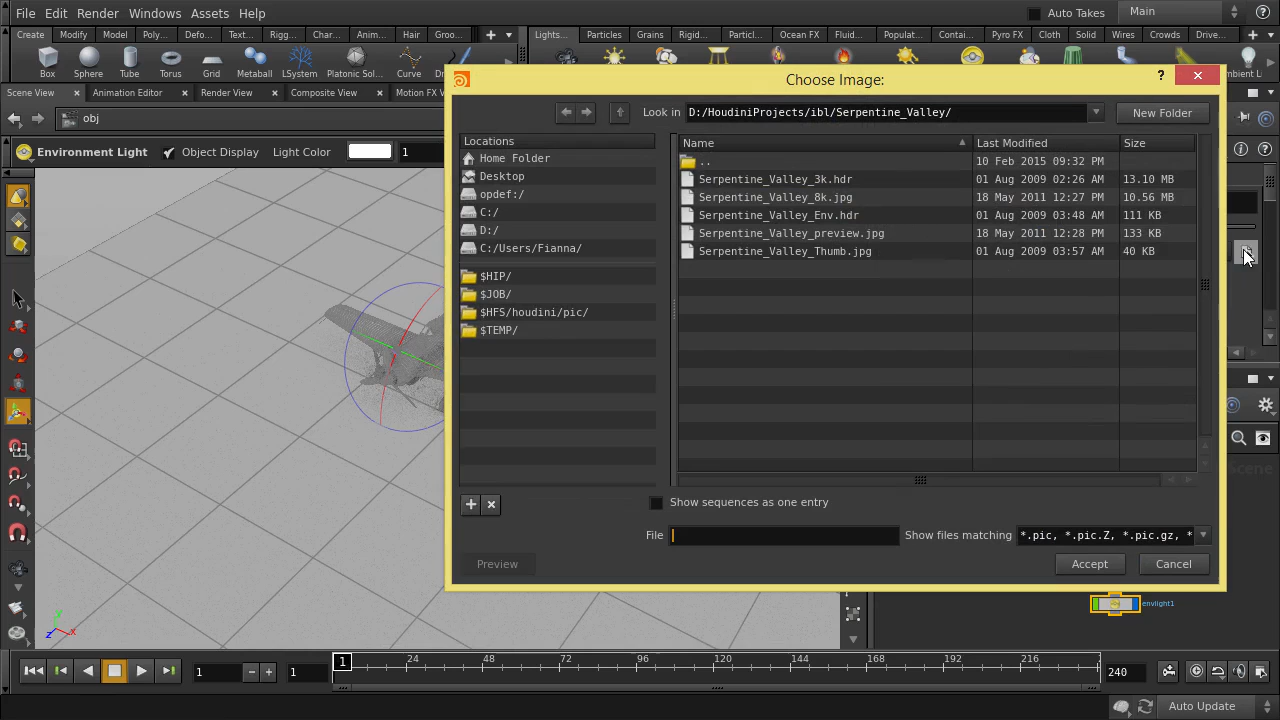 File Edit Render Windows Assets Help Auto Takes Main
Create Modify Model Poly... Defo... Text... Rigg... Char... Anim... Hair Groo... Lights... Particles Grains Rigid... Particl... Ocean FX Fluid... Populat... Contai... Pyro FX Cloth Solid Wires Crowds Drive...
Box Sphere Tube Torus Grid Metaball LSystem Platonic Sol... Curve
Scene View Animation Editor Render View Composite View Motion FX V
obj
Environment Light Object Display Light Color 1
Choose Image:
Look in D:/HoudiniProjects/ibl/Serpentine_Valley/ New Folder
Locations
Home Folder
Desktop
opdef:/
C:/
D:/
C:/Users/Fianna/
$HIP/
$JOB/
$HFS/houdini/pic/
$TEMP/
Name Last Modified Size
.. 10 Feb 2015 09:32 PM
Serpentine_Valley_3k.hdr 01 Aug 2009 02:26 AM 13.10 MB
Serpentine_Valley_8k.jpg 18 May 2011 12:27 PM 10.56 MB
Serpentine_Valley_Env.hdr 01 Aug 2009 03:48 AM 111 KB
Serpentine_Valley_preview.jpg 18 May 2011 12:28 PM 133 KB
Serpentine_Valley_Thumb.jpg 01 Aug 2009 03:57 AM 40 KB
Show sequences as one entry
File Show files matching *.pic, *.pic.Z, *.pic.gz, *
Preview Accept Cancel
envlight1
z y x
1 1 1 24 48 72 96 120 144 168 192 216 240
Auto Update